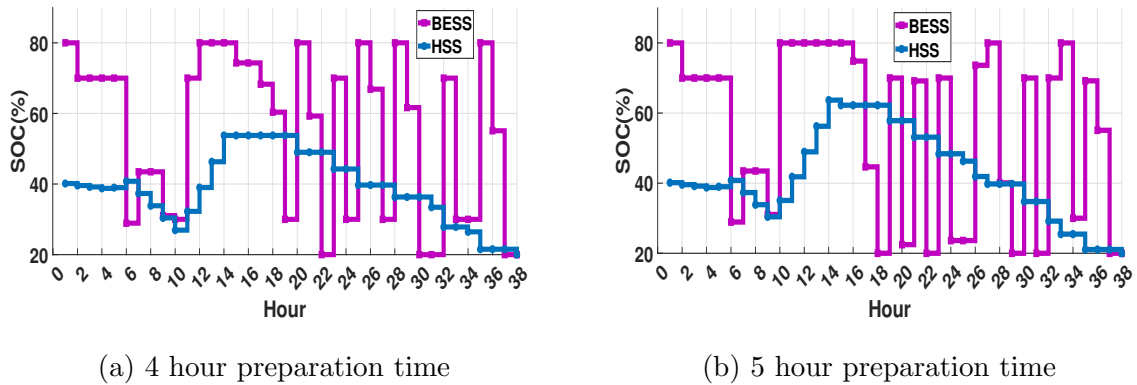 BESS
HSS
80
60
40
20
SOC(%)
0 2 4 6 8 10 12 14 16 18 20 22 24 26 28 30 32 34 36 38
Hour
(a) 4 hour preparation time
BESS
HSS
80
60
40
20
SOC(%)
0 2 4 6 8 10 12 14 16 18 20 22 24 26 28 30 32 34 36 38
Hour
(b) 5 hour preparation time